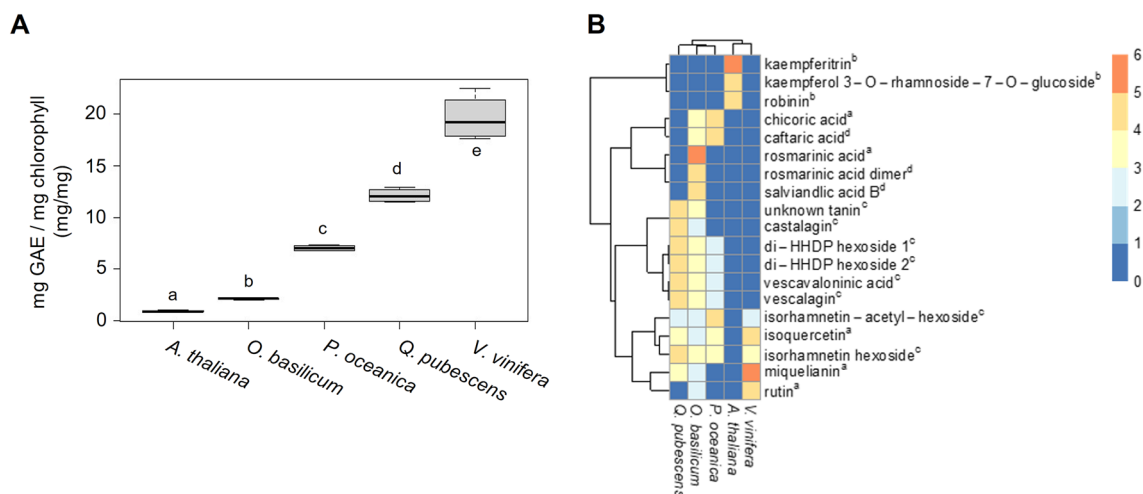 A
mg GAE / mg chlorophyll
(mg/mg)
20
15
10
5
0
a
b
c
d
e
A. thaliana
O. basilicum
P. oceanica
Q. pubescens
V. vinifera
B
kaempferitrinᵇ
kaempferol 3 – O – rhamnoside – 7 – O – glucosideᵇ
robininᵇ
chicoric acidᵃ
caftaric acidᵈ
rosmarinic acidᵃ
rosmarinic acid dimerᵈ
salviandlic acid Bᵈ
unknown taninᶜ
castalaginᶜ
di – HHDP hexoside 1ᶜ
di – HHDP hexoside 2ᶜ
vescavaloninic acidᶜ
vescalaginᶜ
isorhamnetin – acetyl – hexosideᶜ
isoquercetinᵃ
isorhamnetin hexosideᶜ
miquelianinᵃ
rutinᵃ
Q. pubescens
O. basilicum
P. oceanica
A. thaliana
V. vinifera
6
5
4
3
2
1
0